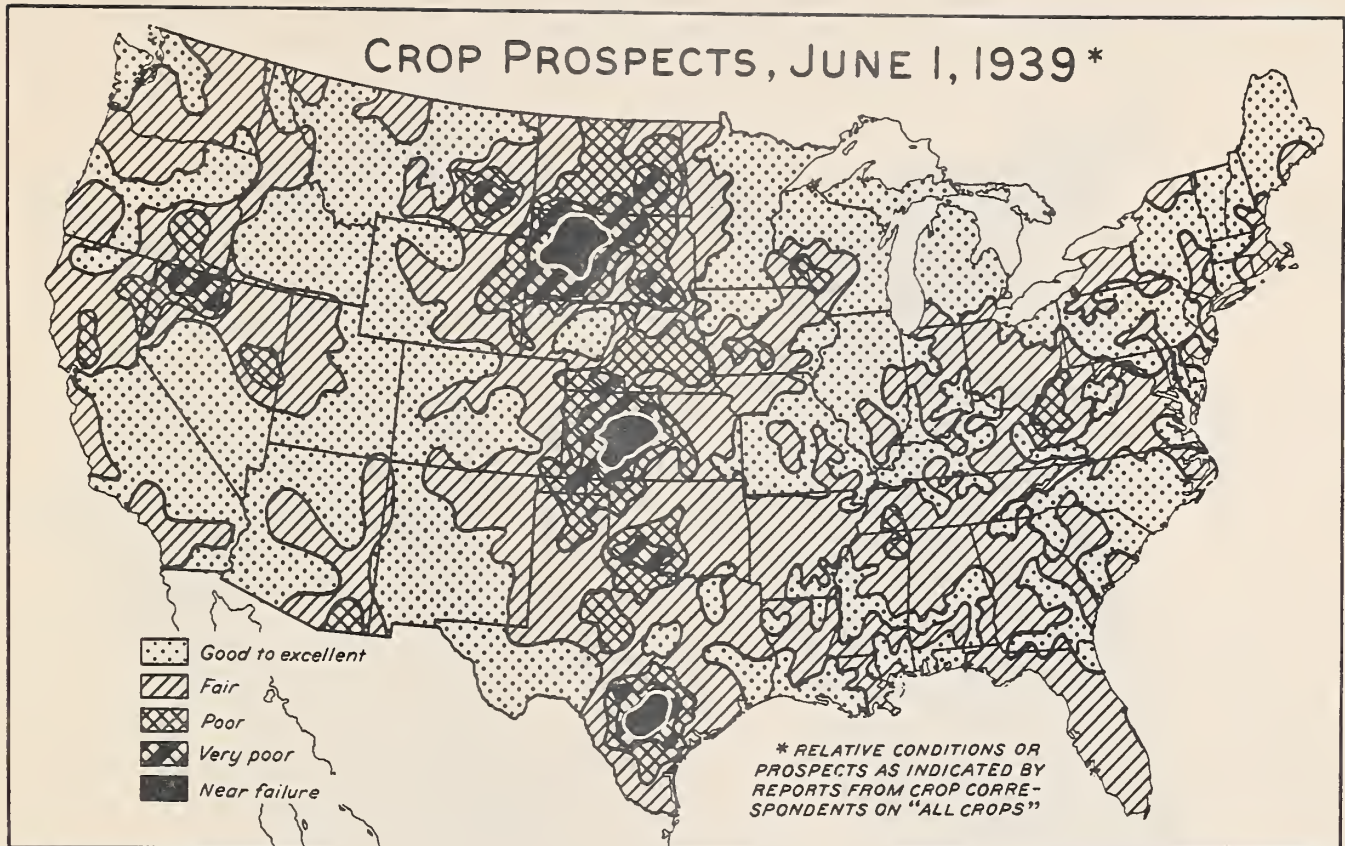 CROP PROSPECTS, JUNE 1, 1939*
Good to excellent
Fair
Poor
Very poor
Near failure
* RELATIVE CONDITIONS OR
PROSPECTS AS INDICATED BY
REPORTS FROM CROP CORRE-
SPONDENTS ON "ALL CROPS"